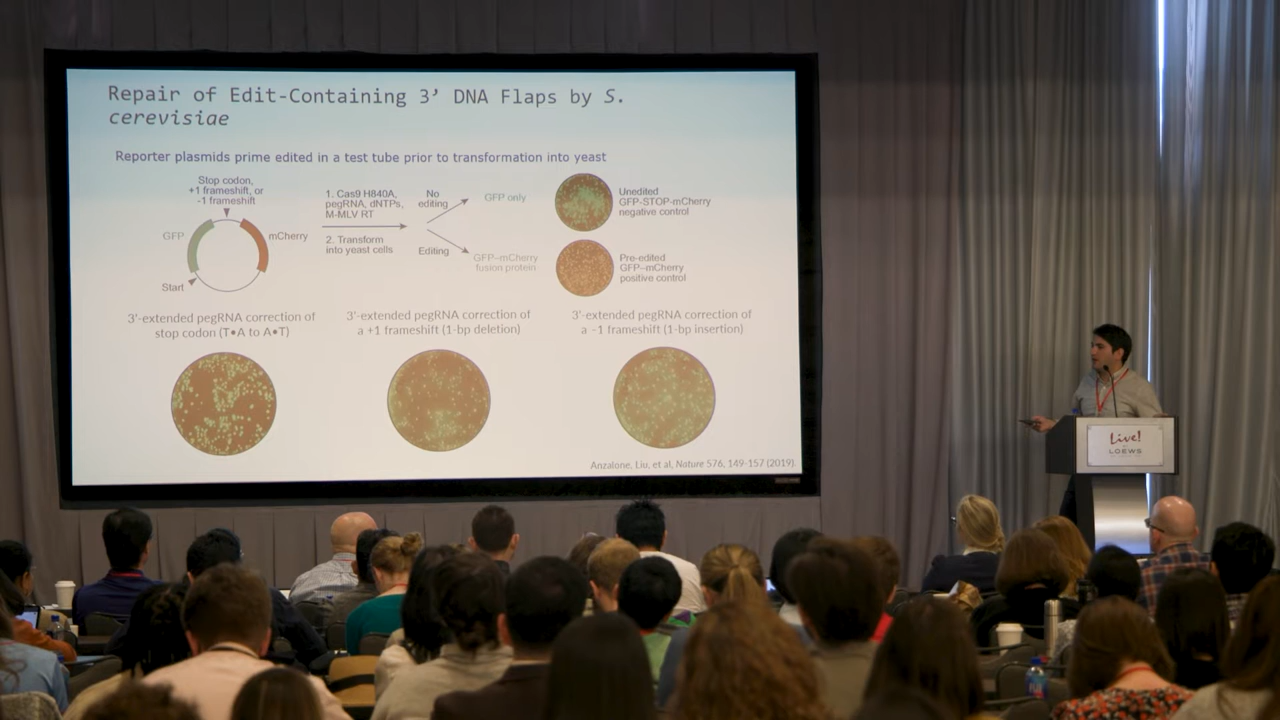 Repair of Edit-Containing 3’ DNA Flaps by S.
cerevisiae
Reporter plasmids prime edited in a test tube prior to transformation into yeast
Stop codon,
+1 frameshift, or
-1 frameshift
GFP
mCherry
Start
1. Cas9 H840A,
pegRNA, dNTPs,
M-MLV RT
2. Transform
into yeast cells
No
editing
Editing
GFP only
GFP–mCherry
fusion protein
Unedited
GFP-STOP-mCherry
negative control
Pre-edited
GFP–mCherry
positive control
3'-extended pegRNA correction of
stop codon (T•A to A•T)
3'-extended pegRNA correction of
a +1 frameshift (1-bp deletion)
3'-extended pegRNA correction of
a −1 frameshift (1-bp insertion)
Anzalone, Liu, et al, Nature 576, 149-157 (2019).
Live!
LOEWS